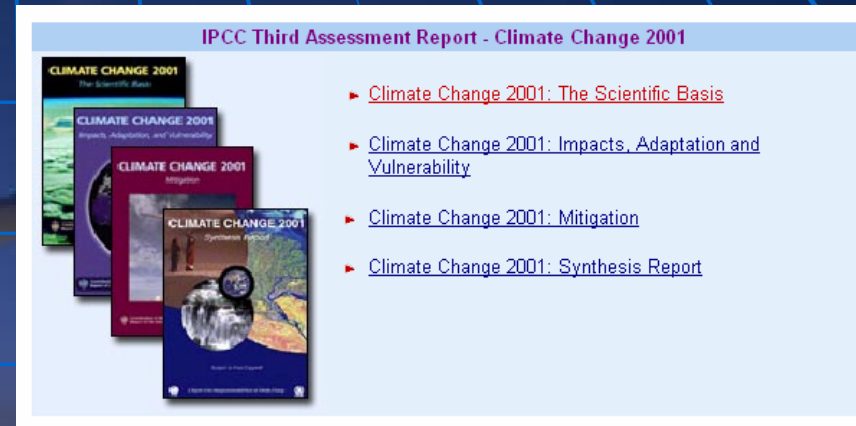 IPCC Third Assessment Report - Climate Change 2001
CLIMATE CHANGE 2001
The Scientific Basis
CLIMATE CHANGE 2001
Impacts, Adaptation, and Vulnerability
CLIMATE CHANGE 2001
Mitigation
CLIMATE CHANGE 2001
Synthesis Report
► Climate Change 2001: The Scientific Basis
► Climate Change 2001: Impacts, Adaptation and
Vulnerability
► Climate Change 2001: Mitigation
► Climate Change 2001: Synthesis Report